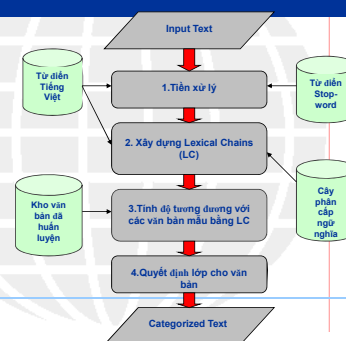 Input Text
Từ điển
Tiếng
Việt
1.Tiền xử lý
Từ điển
Stop-
word
2. Xây dựng Lexical Chains
(LC)
Kho văn
bản đã
huấn
luyện
3.Tính độ tương đương với
các văn bản mẫu bằng LC
Cây
phân
cấp
ngữ
nghĩa
4.Quyết định lớp cho văn
bản
Categorized Text